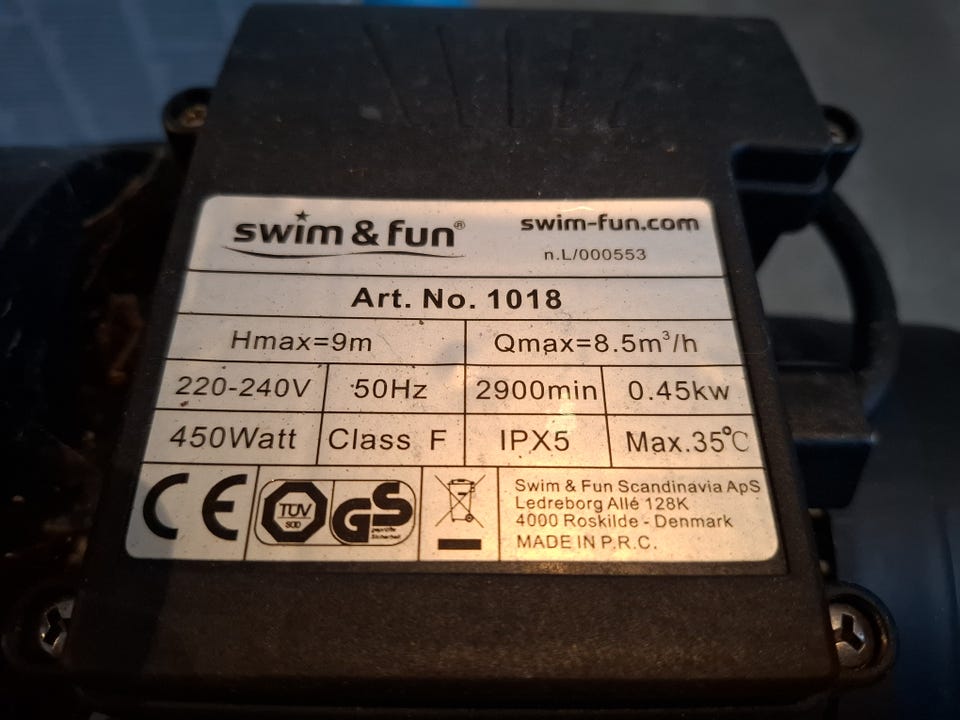 swim & fun®
swim-fun.com
n.L/000553
Art. No. 1018
Hmax=9m
Qmax=8.5m³/h
220-240V
50Hz
2900min
0.45kw
450Watt
Class F
IPX5
Max.35℃
CE
TÜV
SÜD
GS
geprüfte
Sicherheit
Swim & Fun Scandinavia ApS
Ledreborg Allé 128K
4000 Roskilde - Denmark
MADE IN P.R.C.